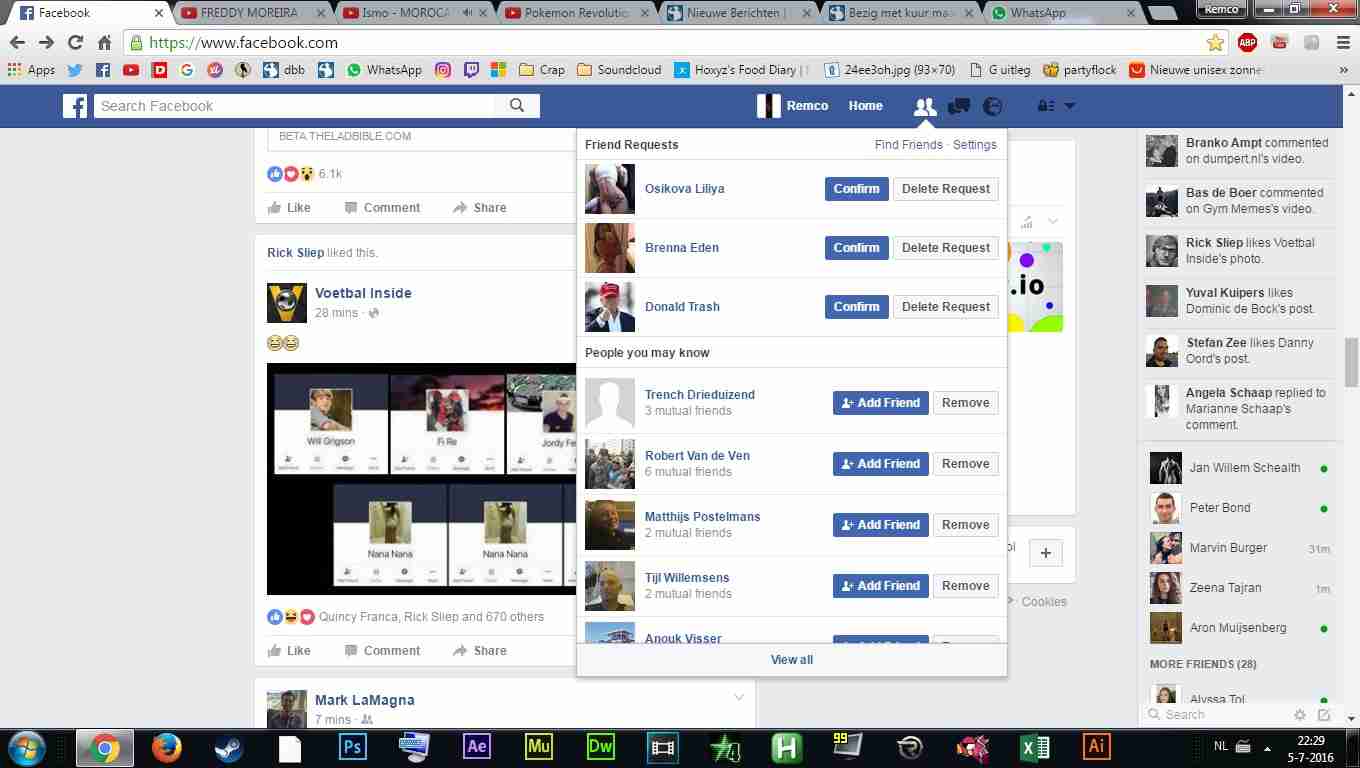 Facebook
FREDDY MOREIRA
Ismo - MOROCA
Pokemon Revolution
Nieuwe Berichten |
Bezig met kuur ma
WhatsApp
Remco
https://www.facebook.com
ABP
Apps
dbb
WhatsApp
Crap
Soundcloud
Hoxyz's Food Diary |
24ee3oh.jpg (93×70)
G uitleg
partyflock
Nieuwe unisex zonne
»
Search Facebook
Remco
Home
BETA.THELADBIBLE.COM
6.1k
Like Comment Share
Rick Sliep liked this.
Voetbal Inside
28 mins ·
Will Grigson
Fi Re
Jordy Fe
Nana Nana
Nana Nana
Quincy Franca, Rick Sliep and 670 others
Like Comment Share
Mark LaMagna
7 mins ·
Friend Requests
Find Friends · Settings
Osikova Liliya
Confirm Delete Request
Brenna Eden
Confirm Delete Request
Donald Trash
Confirm Delete Request
People you may know
Trench Drieduizend
3 mutual friends
Add Friend Remove
Robert Van de Ven
6 mutual friends
Add Friend Remove
Matthijs Postelmans
2 mutual friends
Add Friend Remove
Tijl Willemsens
2 mutual friends
Add Friend Remove
Anouk Visser
View all
.io
Cookies
Branko Ampt commented
on dumpert.nl's video.
Bas de Boer commented
on Gym Memes's video.
Rick Sliep likes Voetbal
Inside's photo.
Yuval Kuipers likes
Dominic de Bock's post.
Stefan Zee likes Danny
Oord's post.
Angela Schaap replied to
Marianne Schaap's
comment.
Jan Willem Schealth
Peter Bond
Marvin Burger 31m
Zeena Tajran 1m
Aron Muijsenberg
MORE FRIENDS (28)
Alyssa Tol
Search
Ps
Ae
Mu
Dw
H
99
Ai
NL
22:29
5-7-2016